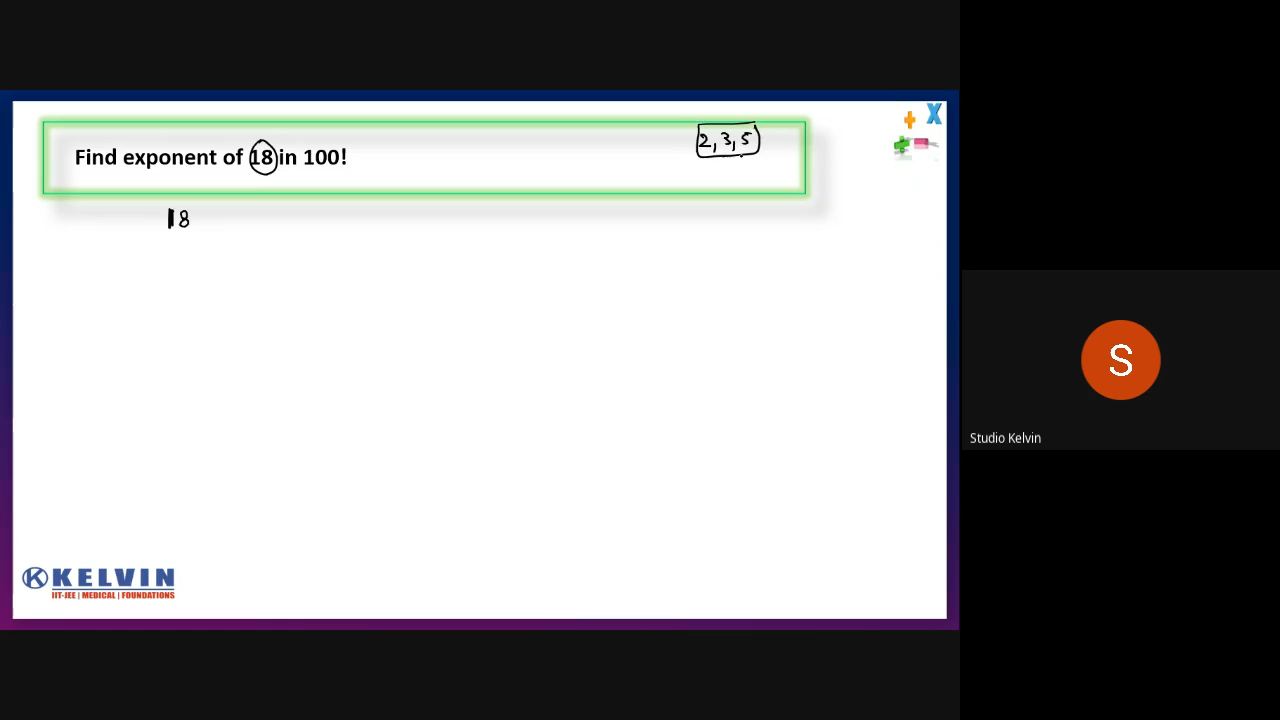 2, 3, 5
Find exponent of 18 in 100!
18
S
Studio Kelvin
KELVIN
IIT-JEE | MEDICAL | FOUNDATIONS